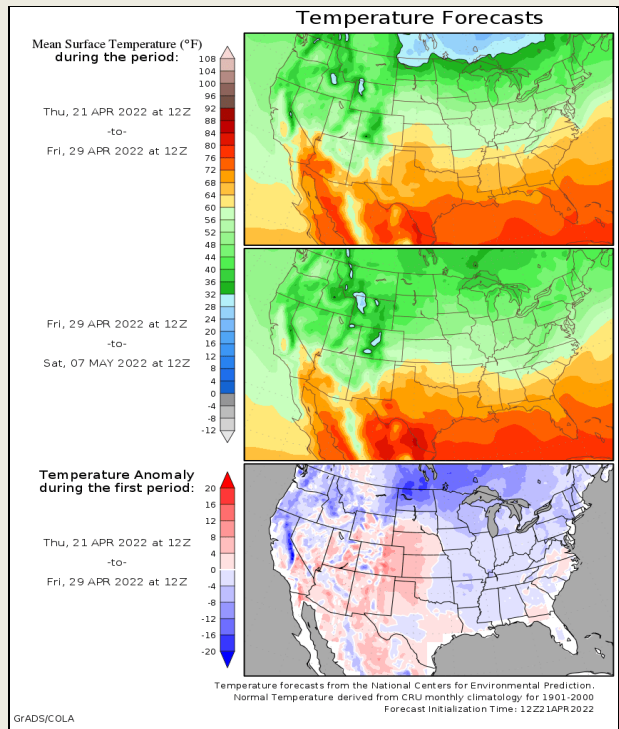 Temperature Forecasts
Mean Surface Temperature (°F)
during the period:
Thu, 21 APR 2022 at 12Z
-to-
Fri, 29 APR 2022 at 12Z
108
104
100
96
92
88
84
80
76
72
68
64
60
56
52
48
44
40
36
32
28
24
20
16
12
8
4
0
-4
-8
-12
Fri, 29 APR 2022 at 12Z
-to-
Sat, 07 MAY 2022 at 12Z
Temperature Anomaly
during the first period:
Thu, 21 APR 2022 at 12Z
-to-
Fri, 29 APR 2022 at 12Z
20
16
12
8
4
0
-4
-8
-12
-16
-20
Temperature forecasts from the National Centers for Environmental Prediction.
Normal Temperature derived from CRU monthly climatology for 1901-2000
Forecast Initialization Time: 12Z21APR2022
GrADS/COLA